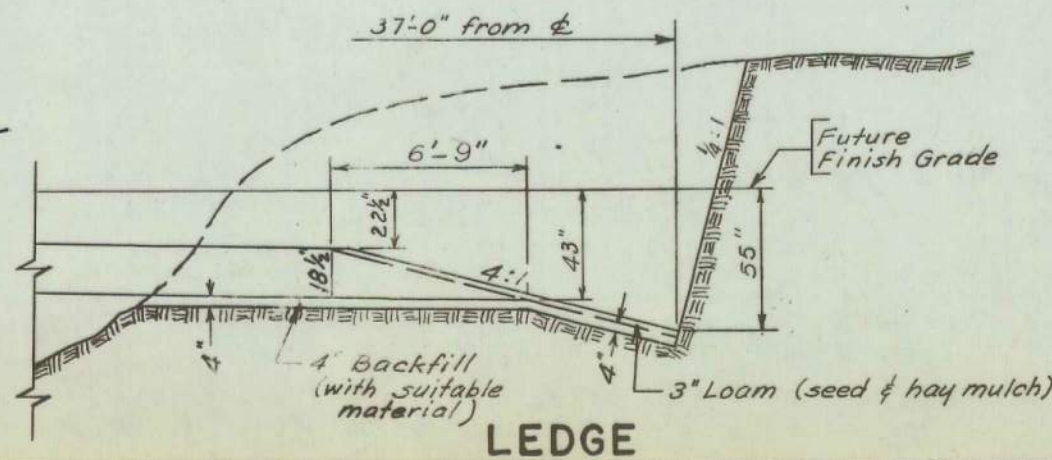 37'-0" from ℄
6'-9"
¼ : 1
Future
Finish Grade
22½"
43"
55"
18½"
4:1
4"
4" Backfill
(with suitable
material)
4"
3" Loam (seed & hay mulch)
LEDGE